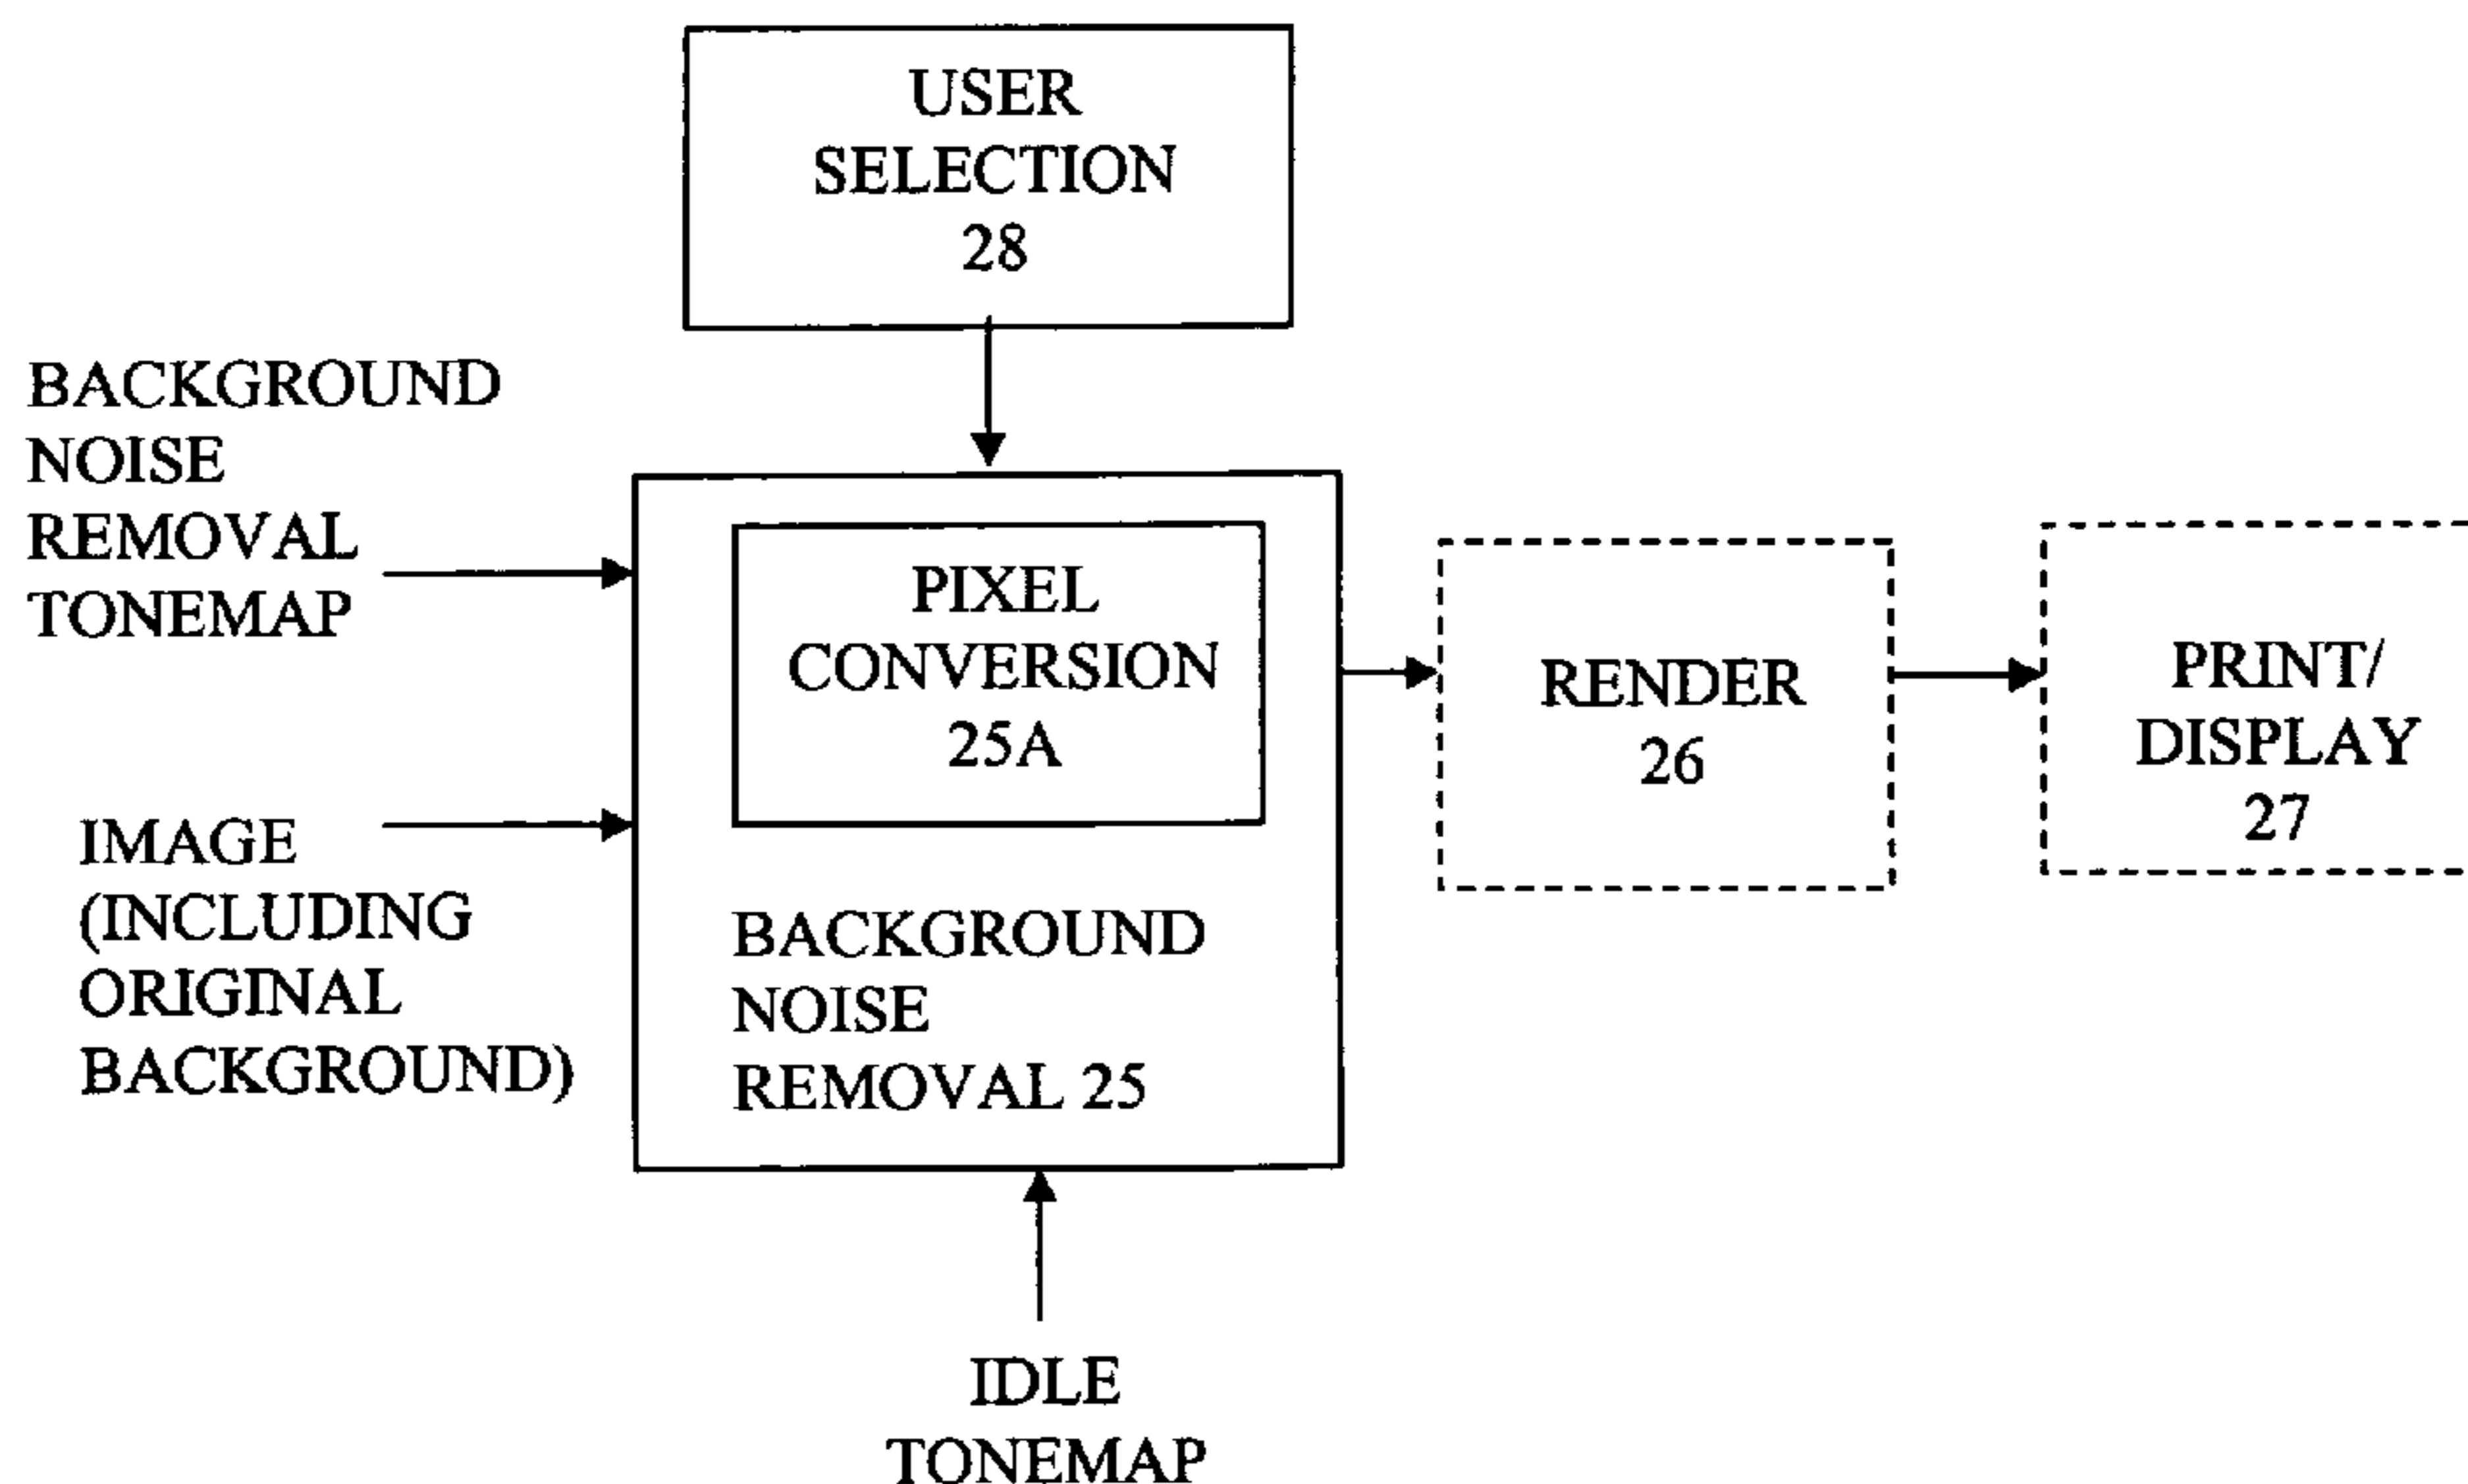 USER
SELECTION
28
BACKGROUND
NOISE
REMOVAL
TONEMAP
IMAGE
(INCLUDING
ORIGINAL
BACKGROUND)
PIXEL
CONVERSION
25A
BACKGROUND
NOISE
REMOVAL 25
RENDER
26
PRINT/
DISPLAY
27
IDLE
TONEMAP